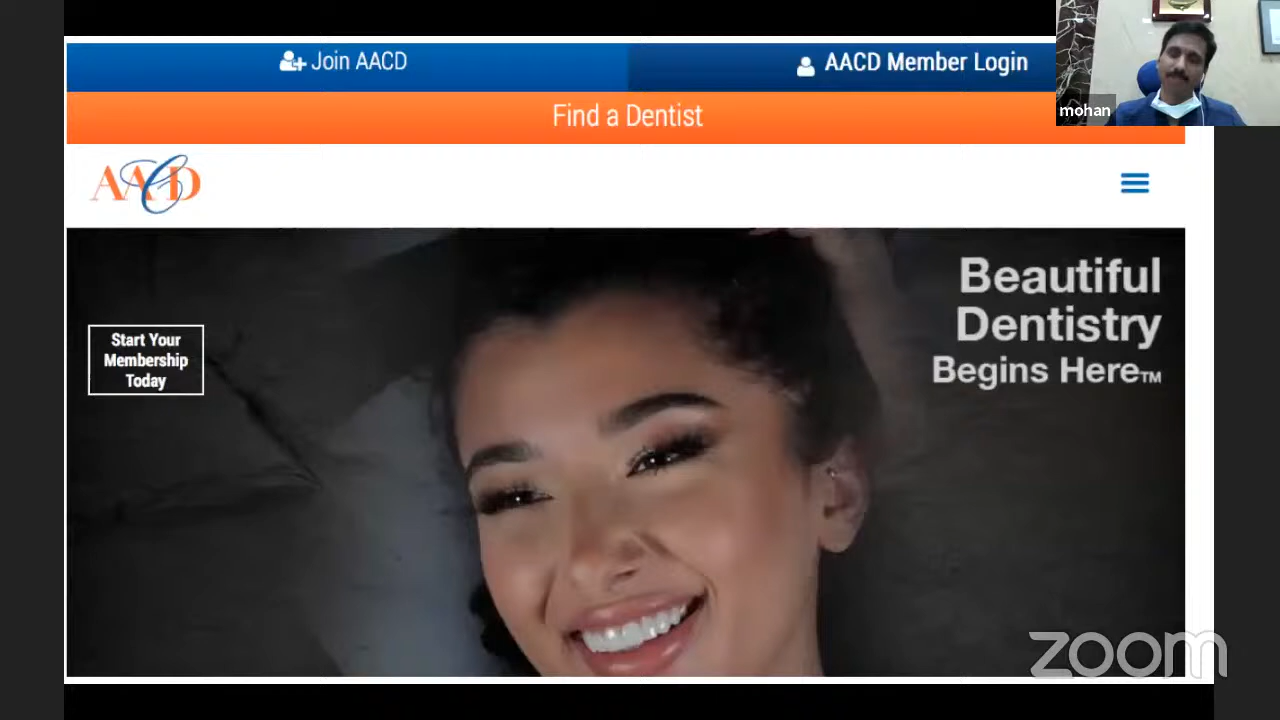 Join AACD
AACD Member Login
mohan
Find a Dentist
AACD
Start Your
Membership
Today
Beautiful
Dentistry
Begins Here™
zoom